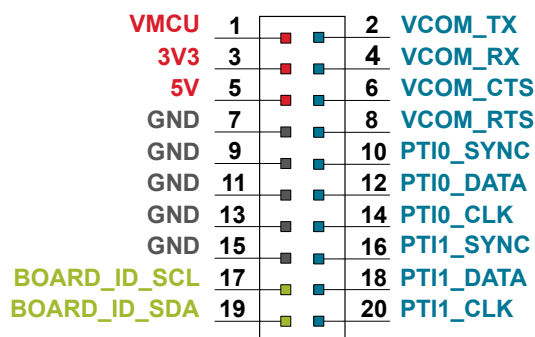 VMCU 1 2 VCOM_TX
3V3 3 4 VCOM_RX
5V 5 6 VCOM_CTS
GND 7 8 VCOM_RTS
GND 9 10 PTI0_SYNC
GND 11 12 PTI0_DATA
GND 13 14 PTI0_CLK
GND 15 16 PTI1_SYNC
BOARD_ID_SCL 17 18 PTI1_DATA
BOARD_ID_SDA 19 20 PTI1_CLK